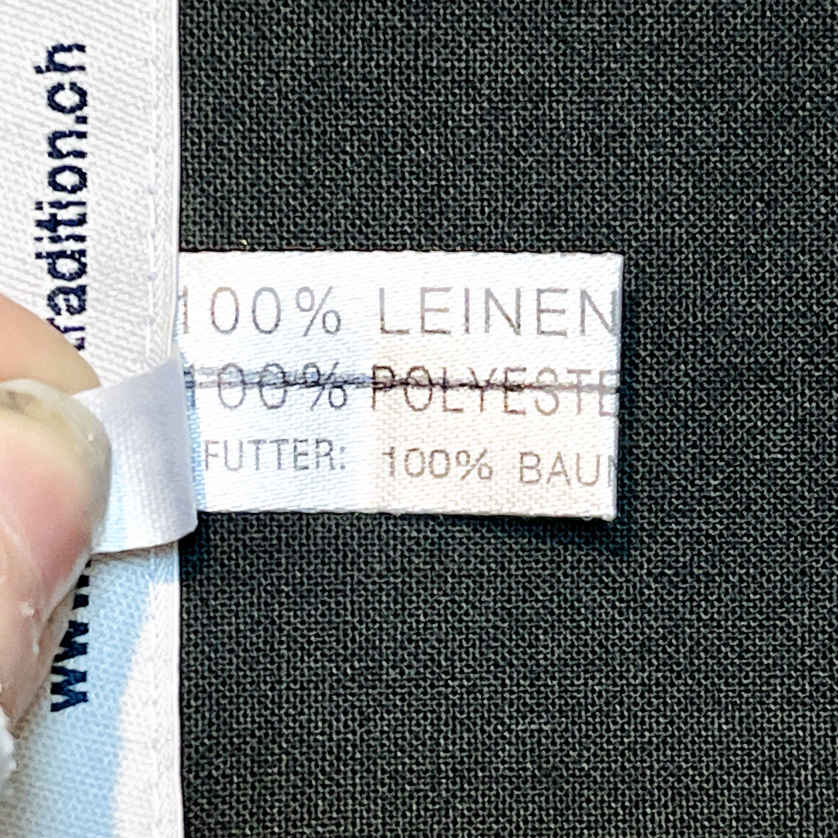 100% LEINEN
100% POLYESTE
FUTTER: 100% BAU
www.
radition.ch